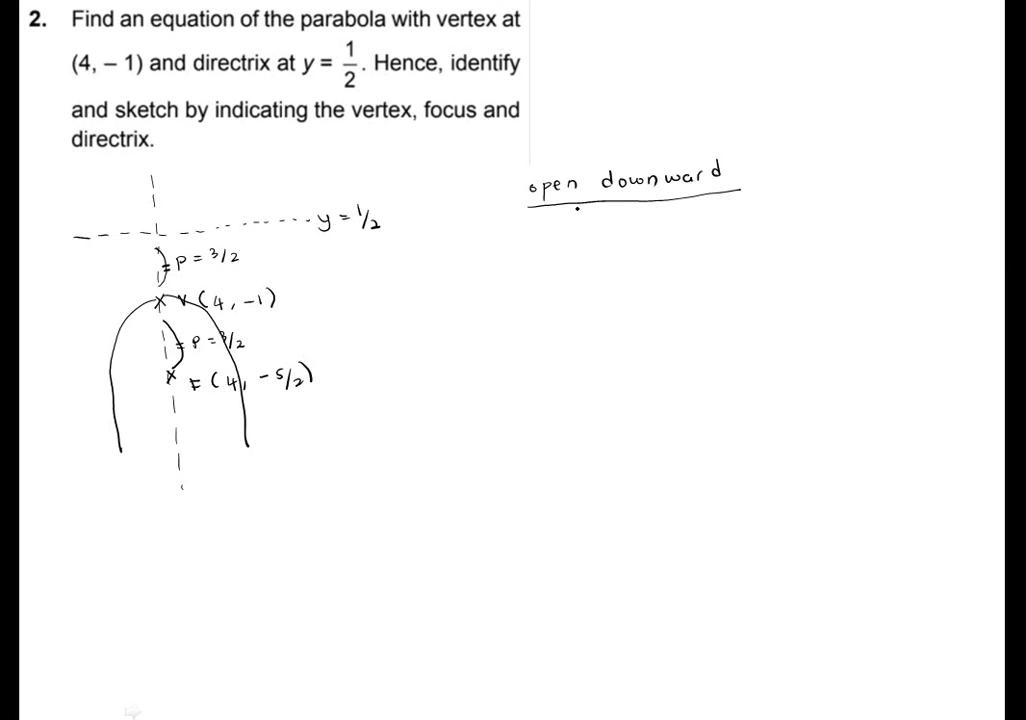 2. Find an equation of the parabola with vertex at
(4, – 1) and directrix at y = 1/2. Hence, identify
and sketch by indicating the vertex, focus and
directrix.
open downward
y = 1/2
P = 3/2
V (4, -1)
P = 3/2
F (4, -5/2)